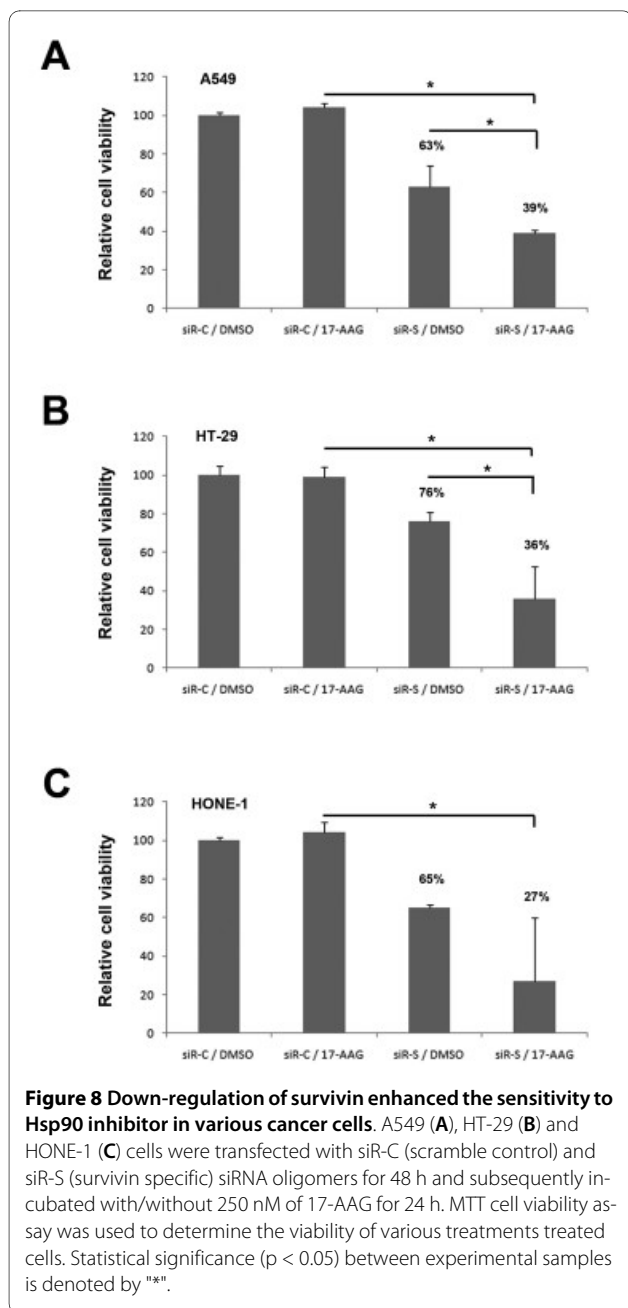 A
A549
Relative cell viability
120
100
80
60
40
20
0
*
*
63%
39%
siR-C / DMSO
siR-C / 17-AAG
siR-S / DMSO
siR-S / 17-AAG
B
HT-29
Relative cell viability
120
100
80
60
40
20
0
*
*
76%
36%
siR-C / DMSO
siR-C / 17-AAG
siR-S / DMSO
siR-S / 17-AAG
C
HONE-1
Relative cell viability
120
100
80
60
40
20
0
*
65%
27%
siR-C / DMSO
siR-C / 17-AAG
siR-S / DMSO
siR-S / 17-AAG
Figure 8 Down-regulation of survivin enhanced the sensitivity to
Hsp90 inhibitor in various cancer cells. A549 (A), HT-29 (B) and
HONE-1 (C) cells were transfected with siR-C (scramble control) and
siR-S (survivin specific) siRNA oligomers for 48 h and subsequently in-
cubated with/without 250 nM of 17-AAG for 24 h. MTT cell viability as-
say was used to determine the viability of various treatments treated
cells. Statistical significance (p < 0.05) between experimental samples
is denoted by "*".